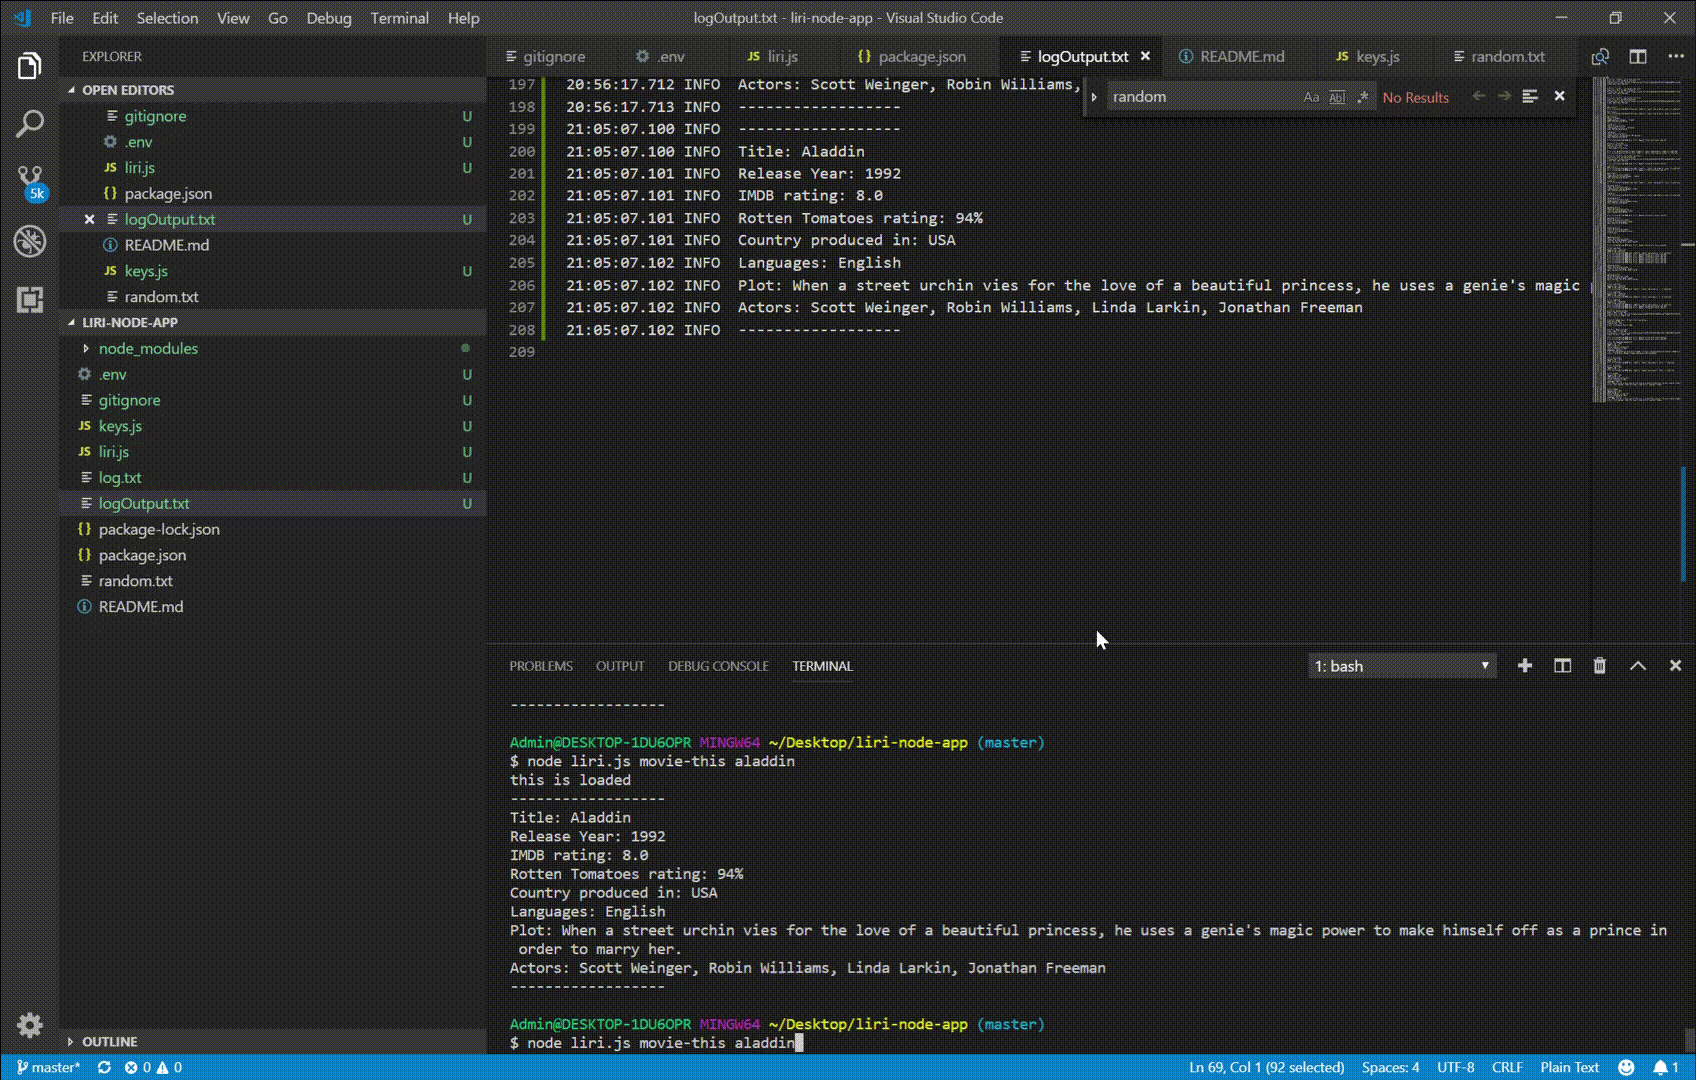 File Edit Selection View Go Debug Terminal Help
logOutput.txt - liri-node-app - Visual Studio Code
EXPLORER
OPEN EDITORS
gitignore U
.env U
JS liri.js U
{} package.json
logOutput.txt U
README.md
JS keys.js U
random.txt
LIRI-NODE-APP
node_modules
.env U
gitignore U
JS keys.js U
JS liri.js U
log.txt U
logOutput.txt U
{} package-lock.json
{} package.json
random.txt
README.md
OUTLINE
5k
gitignore .env JS liri.js {} package.json logOutput.txt README.md JS keys.js random.txt
random Aa Abl .* No Results
197 20:56:17.712 INFO Actors: Scott Weinger, Robin Williams,
198 20:56:17.713 INFO ------------------
199 21:05:07.100 INFO ------------------
200 21:05:07.100 INFO Title: Aladdin
201 21:05:07.101 INFO Release Year: 1992
202 21:05:07.101 INFO IMDB rating: 8.0
203 21:05:07.101 INFO Rotten Tomatoes rating: 94%
204 21:05:07.101 INFO Country produced in: USA
205 21:05:07.102 INFO Languages: English
206 21:05:07.102 INFO Plot: When a street urchin vies for the love of a beautiful princess, he uses a genie's magic
207 21:05:07.102 INFO Actors: Scott Weinger, Robin Williams, Linda Larkin, Jonathan Freeman
208 21:05:07.102 INFO ------------------
209
PROBLEMS OUTPUT DEBUG CONSOLE TERMINAL 1: bash
------------------
Admin@DESKTOP-1DU6OPR MINGW64 ~/Desktop/liri-node-app (master)
$ node liri.js movie-this aladdin
this is loaded
------------------
Title: Aladdin
Release Year: 1992
IMDB rating: 8.0
Rotten Tomatoes rating: 94%
Country produced in: USA
Languages: English
Plot: When a street urchin vies for the love of a beautiful princess, he uses a genie's magic power to make himself off as a prince in
order to marry her.
Actors: Scott Weinger, Robin Williams, Linda Larkin, Jonathan Freeman
------------------
Admin@DESKTOP-1DU6OPR MINGW64 ~/Desktop/liri-node-app (master)
$ node liri.js movie-this aladdin
master* 0 0 Ln 69, Col 1 (92 selected) Spaces: 4 UTF-8 CRLF Plain Text 1